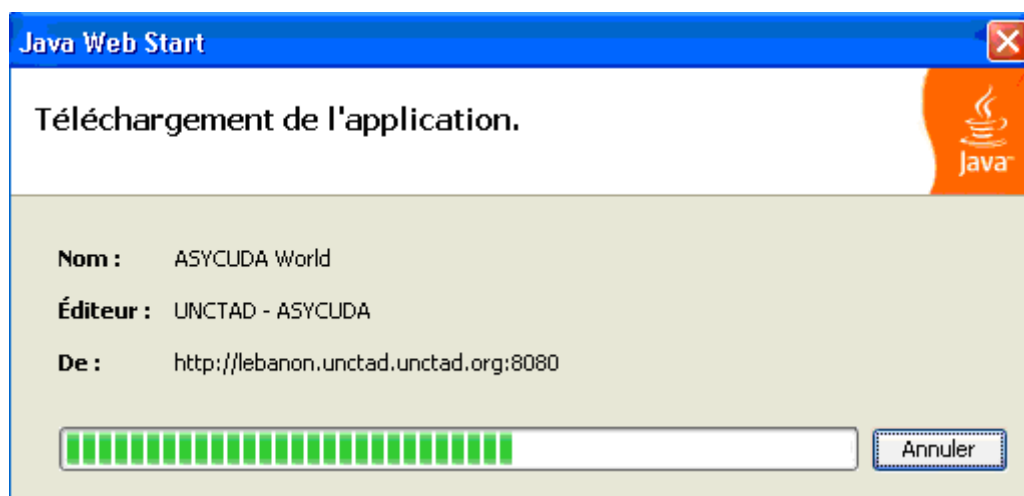 Java Web Start
Téléchargement de l'application.
Java™
Nom : ASYCUDA World
Éditeur : UNCTAD - ASYCUDA
De : http://lebanon.unctad.unctad.org:8080
Annuler